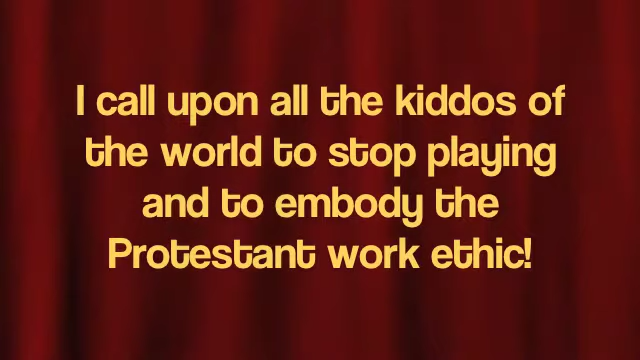 I call upon all the kiddos of
the world to stop playing
and to embody the
Protestant work ethic!